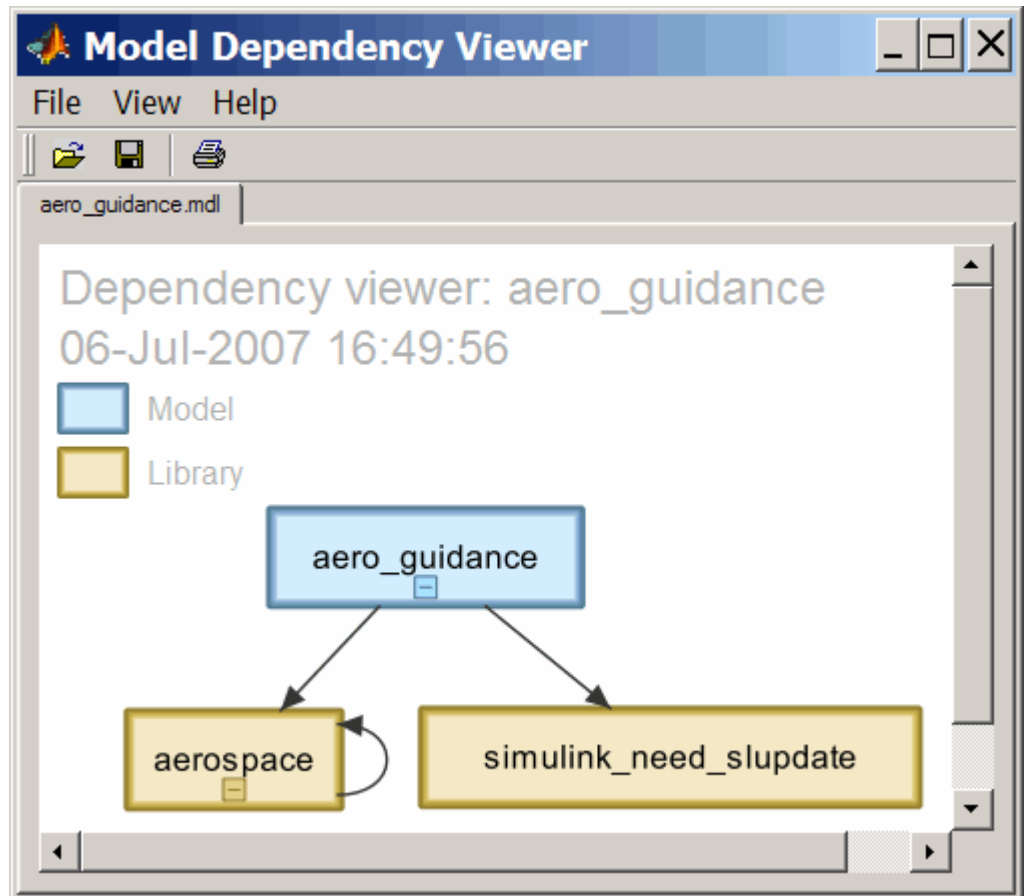 Model Dependency Viewer
File View Help
aero_guidance.mdl
Dependency viewer: aero_guidance
06-Jul-2007 16:49:56
Model
Library
aero_guidance
aerospace
simulink_need_slupdate